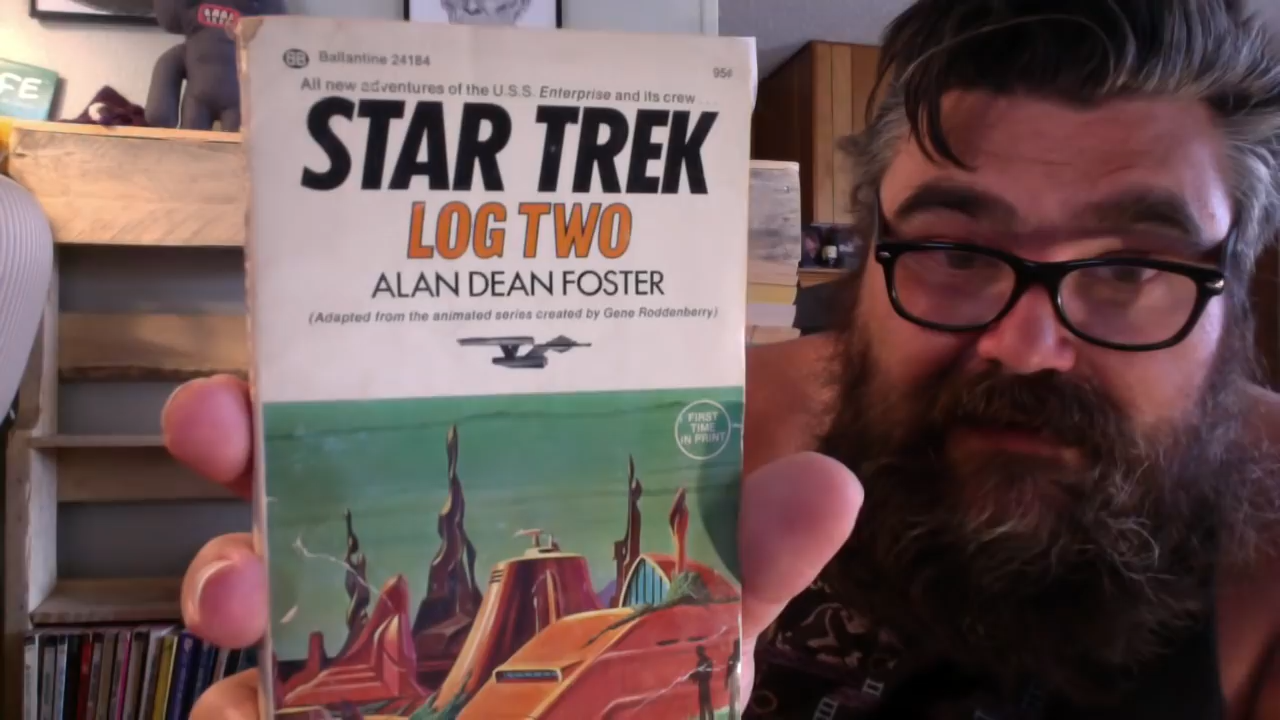 BB Ballantine 24184
95¢
All new adventures of the U.S.S. Enterprise and its crew...
STAR TREK
LOG TWO
ALAN DEAN FOSTER
(Adapted from the animated series created by Gene Roddenberry)
FIRST
TIME
IN PRINT